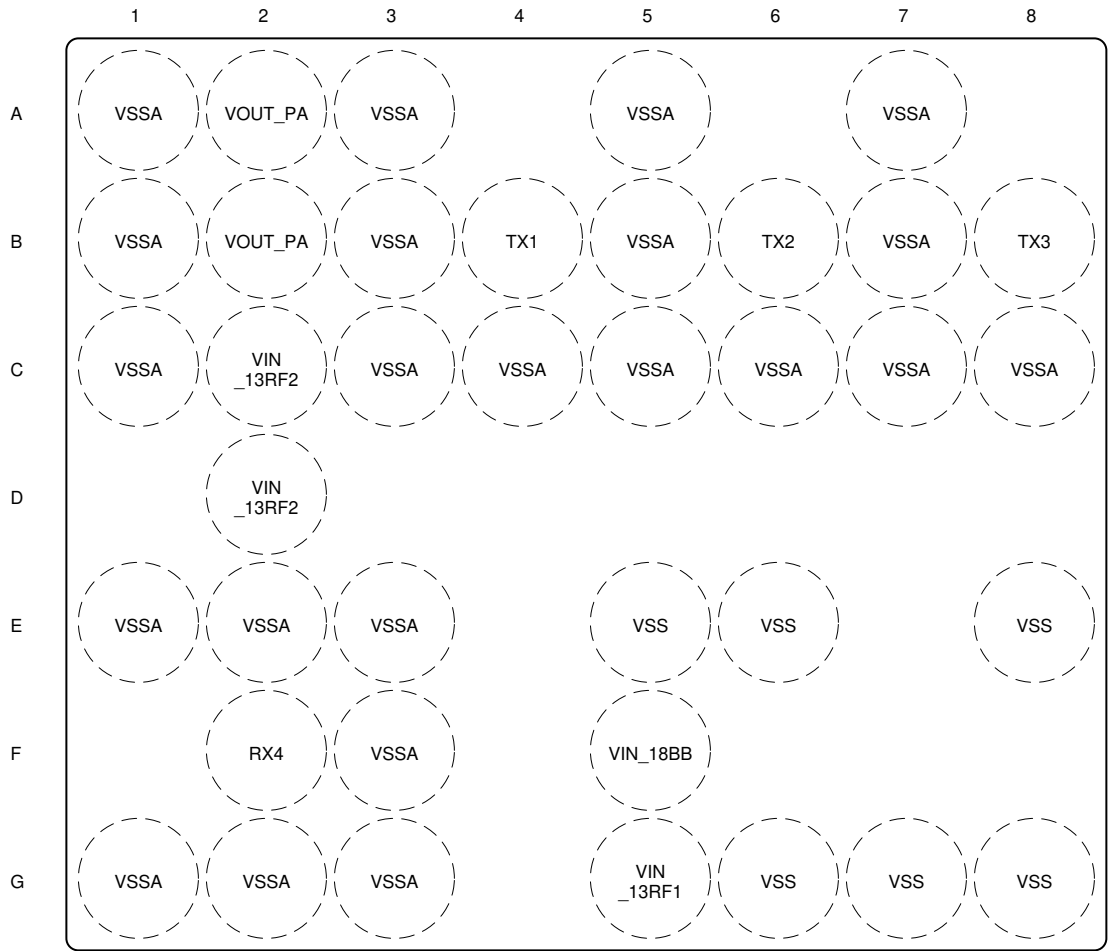 1 2 3 4 5 6 7 8
A VSSA VOUT_PA VSSA VSSA VSSA
B VSSA VOUT_PA VSSA TX1 VSSA TX2 VSSA TX3
C VSSA VIN
_13RF2 VSSA VSSA VSSA VSSA VSSA VSSA
D VIN
_13RF2
E VSSA VSSA VSSA VSS VSS VSS
F RX4 VSSA VIN_18BB
G VSSA VSSA VSSA VIN
_13RF1 VSS VSS VSS